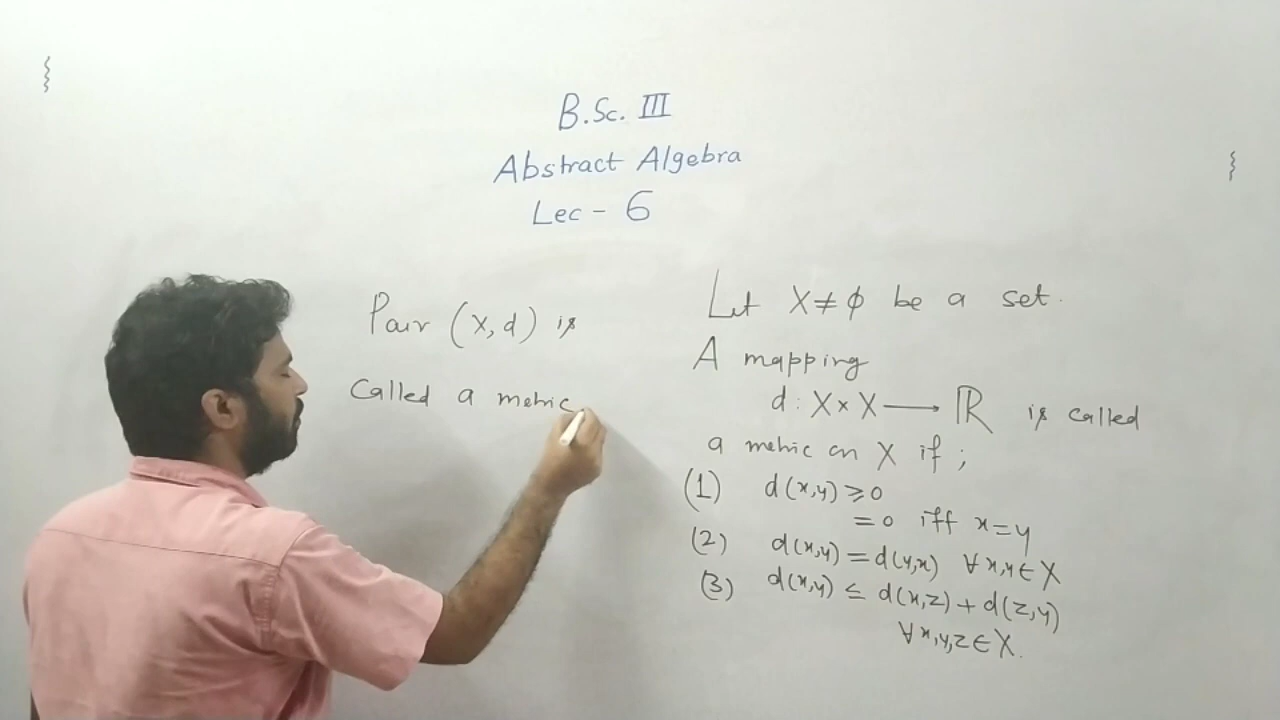 B.Sc. III
Abstract Algebra
Lec - 6
Pair (X, d) is
Called a metric
Let X ≠ ϕ be a set.
A mapping
d : X × X ⟶ ℝ is called
a metric on X if ;
(1) d(x,y) ⩾ 0
= 0 iff x = y
(2) d(x,y) = d(y,x) ∀ x,y ∈ X
(3) d(x,y) ≤ d(x,z) + d(z,y)
∀ x,y,z ∈ X.